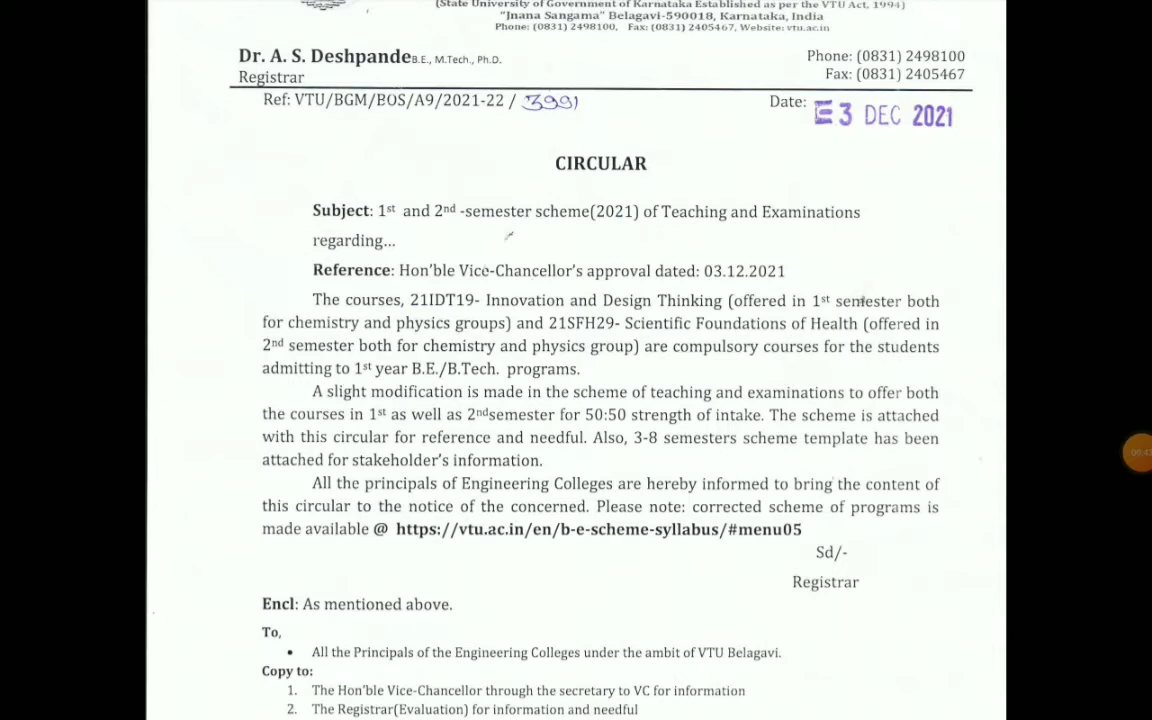 (State University of Government of Karnataka Established as per the VTU Act, 1994)
"Jnana Sangama" Belagavi-590018, Karnataka, India
Phone: (0831) 2498100, Fax: (0831) 2405467, Website: vtu.ac.in
Dr. A. S. Deshpande B.E., M.Tech., Ph.D.
Registrar
Phone: (0831) 2498100
Fax: (0831) 2405467
Ref: VTU/BGM/BOS/A9/2021-22 / 3991
Date: 3 DEC 2021
CIRCULAR
Subject: 1st and 2nd -semester scheme(2021) of Teaching and Examinations
regarding...
Reference: Hon'ble Vice-Chancellor's approval dated: 03.12.2021
The courses, 21IDT19- Innovation and Design Thinking (offered in 1st semester both
for chemistry and physics groups) and 21SFH29- Scientific Foundations of Health (offered in
2nd semester both for chemistry and physics group) are compulsory courses for the students
admitting to 1st year B.E./B.Tech. programs.
A slight modification is made in the scheme of teaching and examinations to offer both
the courses in 1st as well as 2ndsemester for 50:50 strength of intake. The scheme is attached
with this circular for reference and needful. Also, 3-8 semesters scheme template has been
attached for stakeholder's information.
All the principals of Engineering Colleges are hereby informed to bring the content of
this circular to the notice of the concerned. Please note: corrected scheme of programs is
made available @ https://vtu.ac.in/en/b-e-scheme-syllabus/#menu05
Sd/-
Registrar
Encl: As mentioned above.
To,
• All the Principals of the Engineering Colleges under the ambit of VTU Belagavi.
Copy to:
1. The Hon'ble Vice-Chancellor through the secretary to VC for information
2. The Registrar(Evaluation) for information and needful